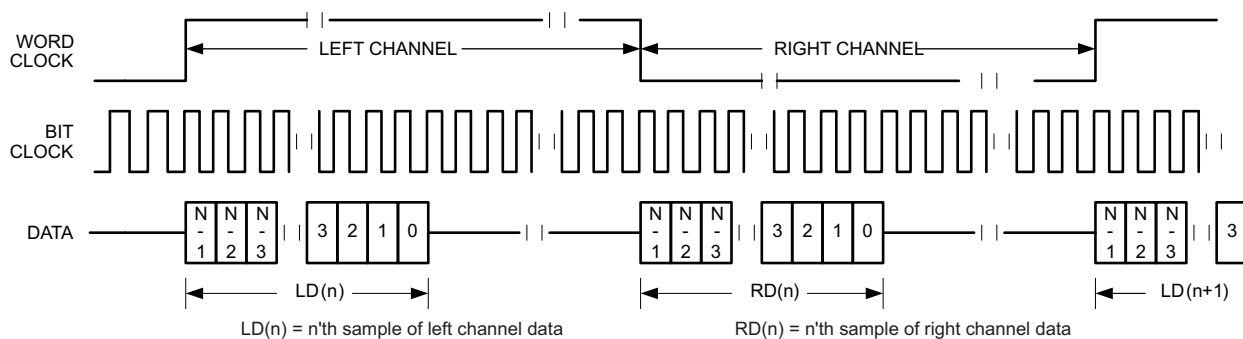 WORD
CLOCK
LEFT CHANNEL
RIGHT CHANNEL
BIT
CLOCK
DATA
N-1 N-2 N-3 3 2 1 0 N-1 N-2 N-3 3 2 1 0 N-1 N-2 N-3 3
LD(n) RD(n) LD(n+1)
LD(n) = n'th sample of left channel data
RD(n) = n'th sample of right channel data